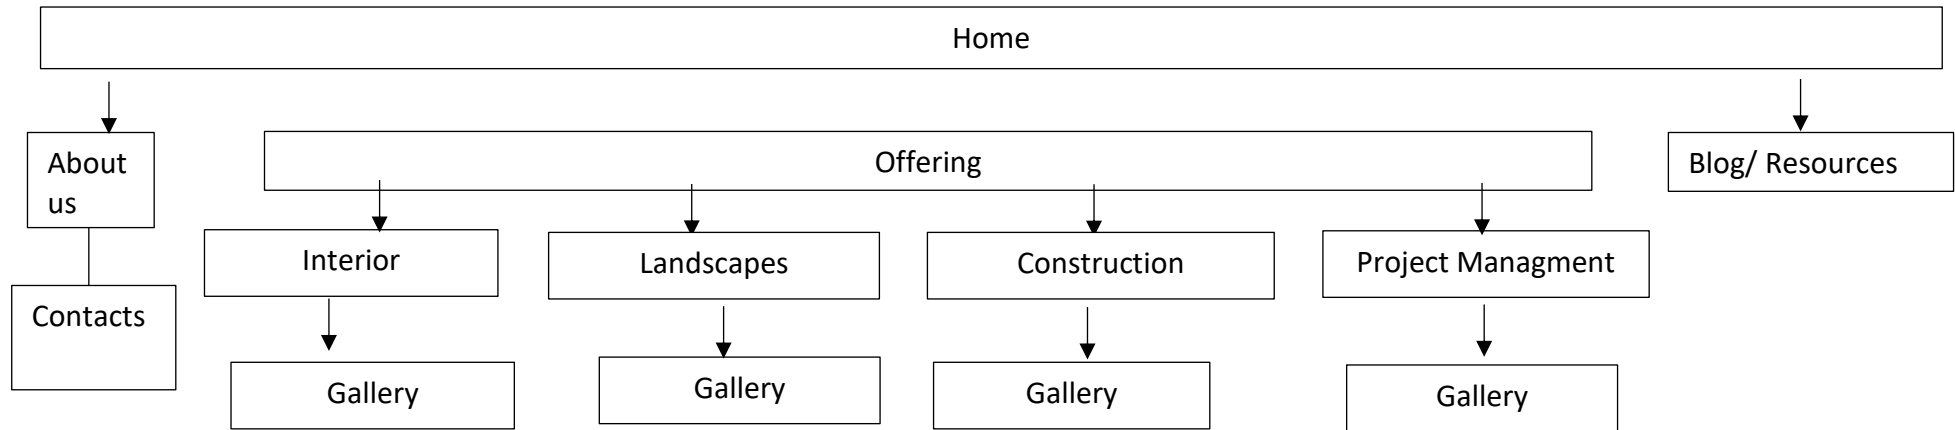 Home
About
us
Offering
Blog/ Resources
Interior
Landscapes
Construction
Project Managment
Contacts
Gallery
Gallery
Gallery
Gallery